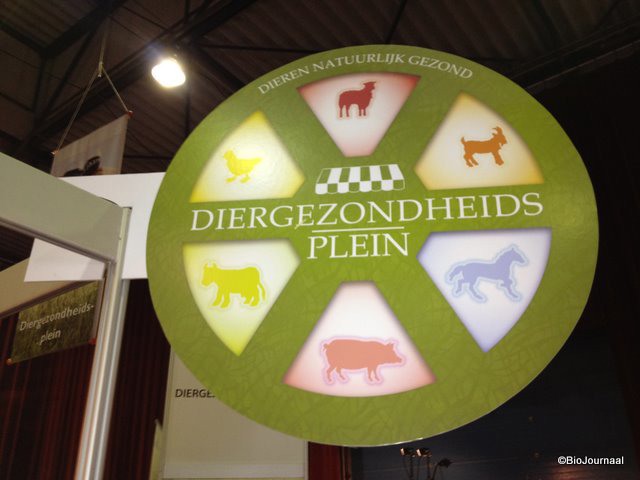 DIEREN NATUURLIJK GEZOND
DIERGEZONDHEIDS
PLEIN
Diergezondheids-
plein
©BioJournaal